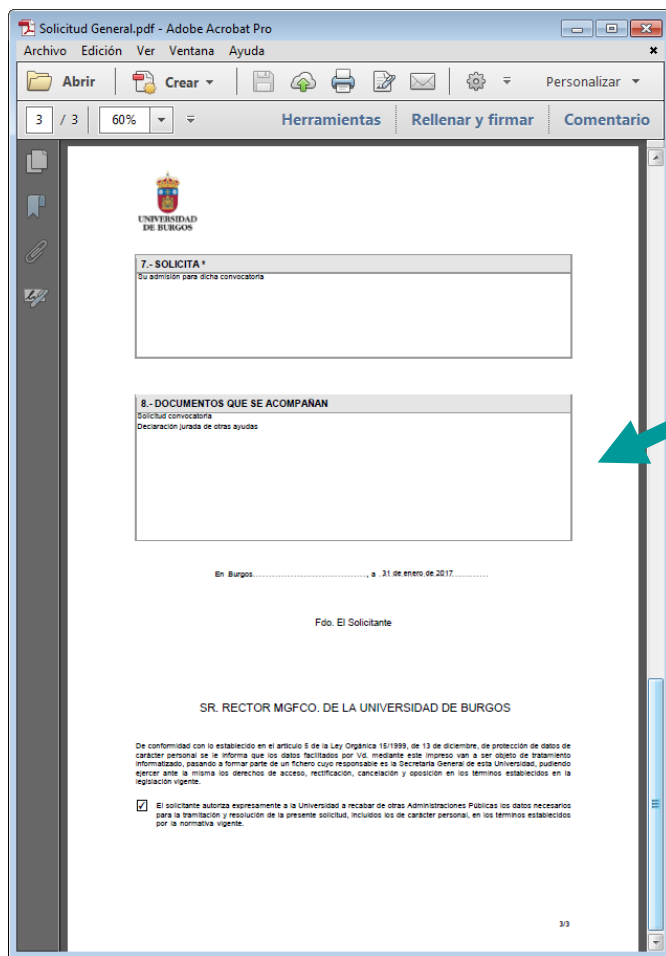 Solicitud General.pdf - Adobe Acrobat Pro
Archivo Edición Ver Ventana Ayuda
Abrir Crear Personalizar
3 / 3 60% Herramientas Rellenar y firmar Comentario
UNIVERSIDAD
DE BURGOS
7.- SOLICITA *
Su admisión para dicha convocatoria
8.- DOCUMENTOS QUE SE ACOMPAÑAN
Solicitud convocatoria
Declaración jurada de otras ayudas
En Burgos......................................, a 31 de enero de 2017............
Fdo. El Solicitante
SR. RECTOR MGFCO. DE LA UNIVERSIDAD DE BURGOS
De conformidad con lo establecido en el artículo 5 de la Ley Orgánica 15/1999, de 13 de diciembre, de protección de datos de
carácter personal se le informa que los datos facilitados por Vd. mediante este impreso van a ser objeto de tratamiento
informatizado, pasando a formar parte de un fichero cuyo responsable es la Secretaria General de esta Universidad, pudiendo
ejercer ante la misma los derechos de acceso, rectificación, cancelación y oposición en los términos establecidos en la
legislación vigente.
El solicitante autoriza expresamente a la Universidad a recabar de otras Administraciones Públicas los datos necesarios
para la tramitación y resolución de la presente solicitud, incluidos los de carácter personal, en los términos establecidos
por la normativa vigente.
3/3